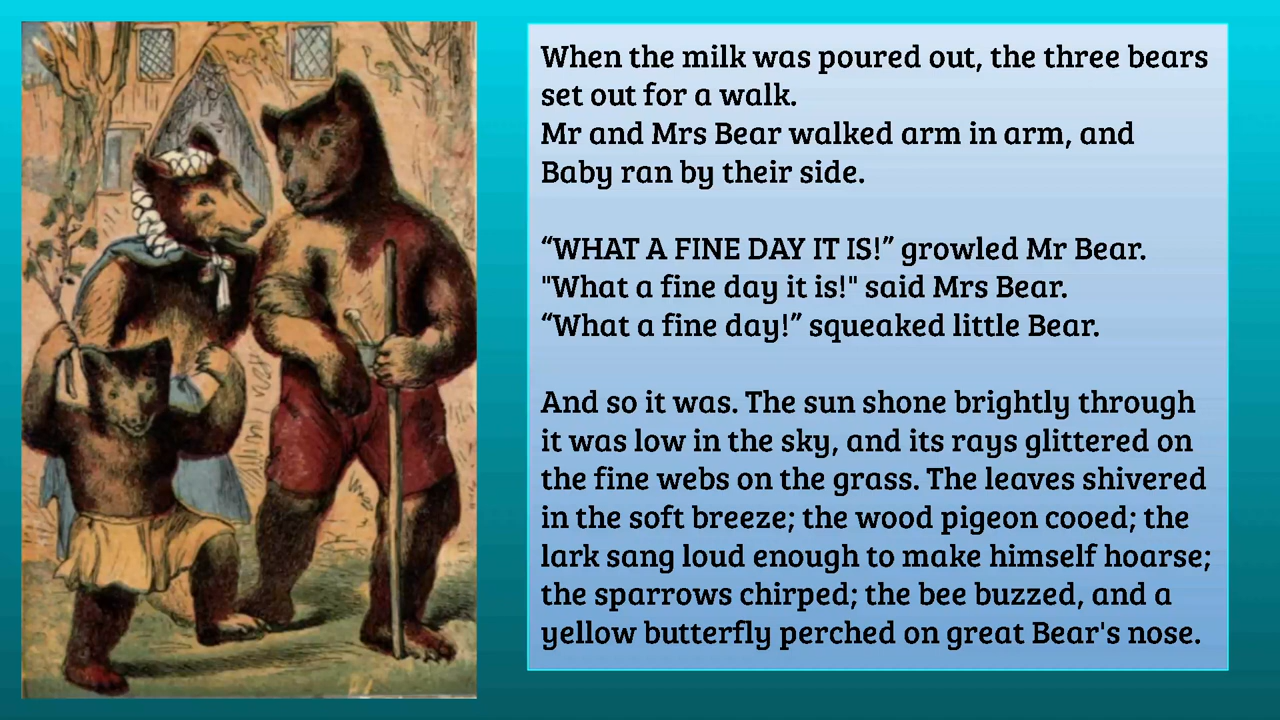 When the milk was poured out, the three bears
set out for a walk.
Mr and Mrs Bear walked arm in arm, and
Baby ran by their side.
“WHAT A FINE DAY IT IS!” growled Mr Bear.
"What a fine day it is!" said Mrs Bear.
“What a fine day!” squeaked little Bear.
And so it was. The sun shone brightly through
it was low in the sky, and its rays glittered on
the fine webs on the grass. The leaves shivered
in the soft breeze; the wood pigeon cooed; the
lark sang loud enough to make himself hoarse;
the sparrows chirped; the bee buzzed, and a
yellow butterfly perched on great Bear's nose.